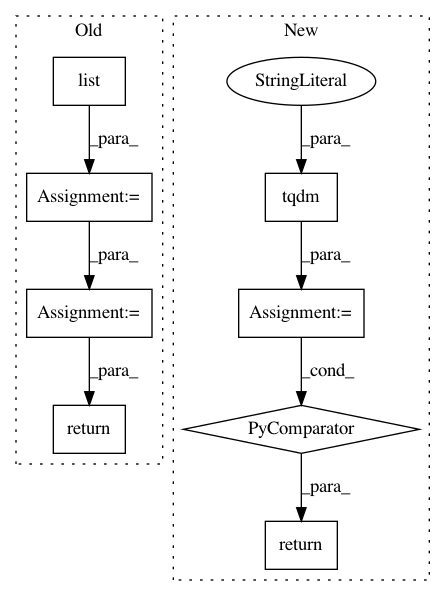 Old
list
_para_
Assignment:=
_para_
Assignment:=
_para_
return
New
StringLiteral
_para_
tqdm
_para_
Assignment:=
_cond_
PyComparator
_para_
return